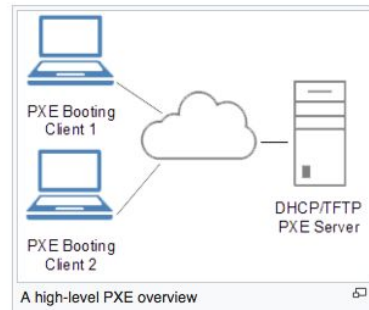 PXE Booting
Client 1
PXE Booting
Client 2
DHCP/TFTP
PXE Server
A high-level PXE overview